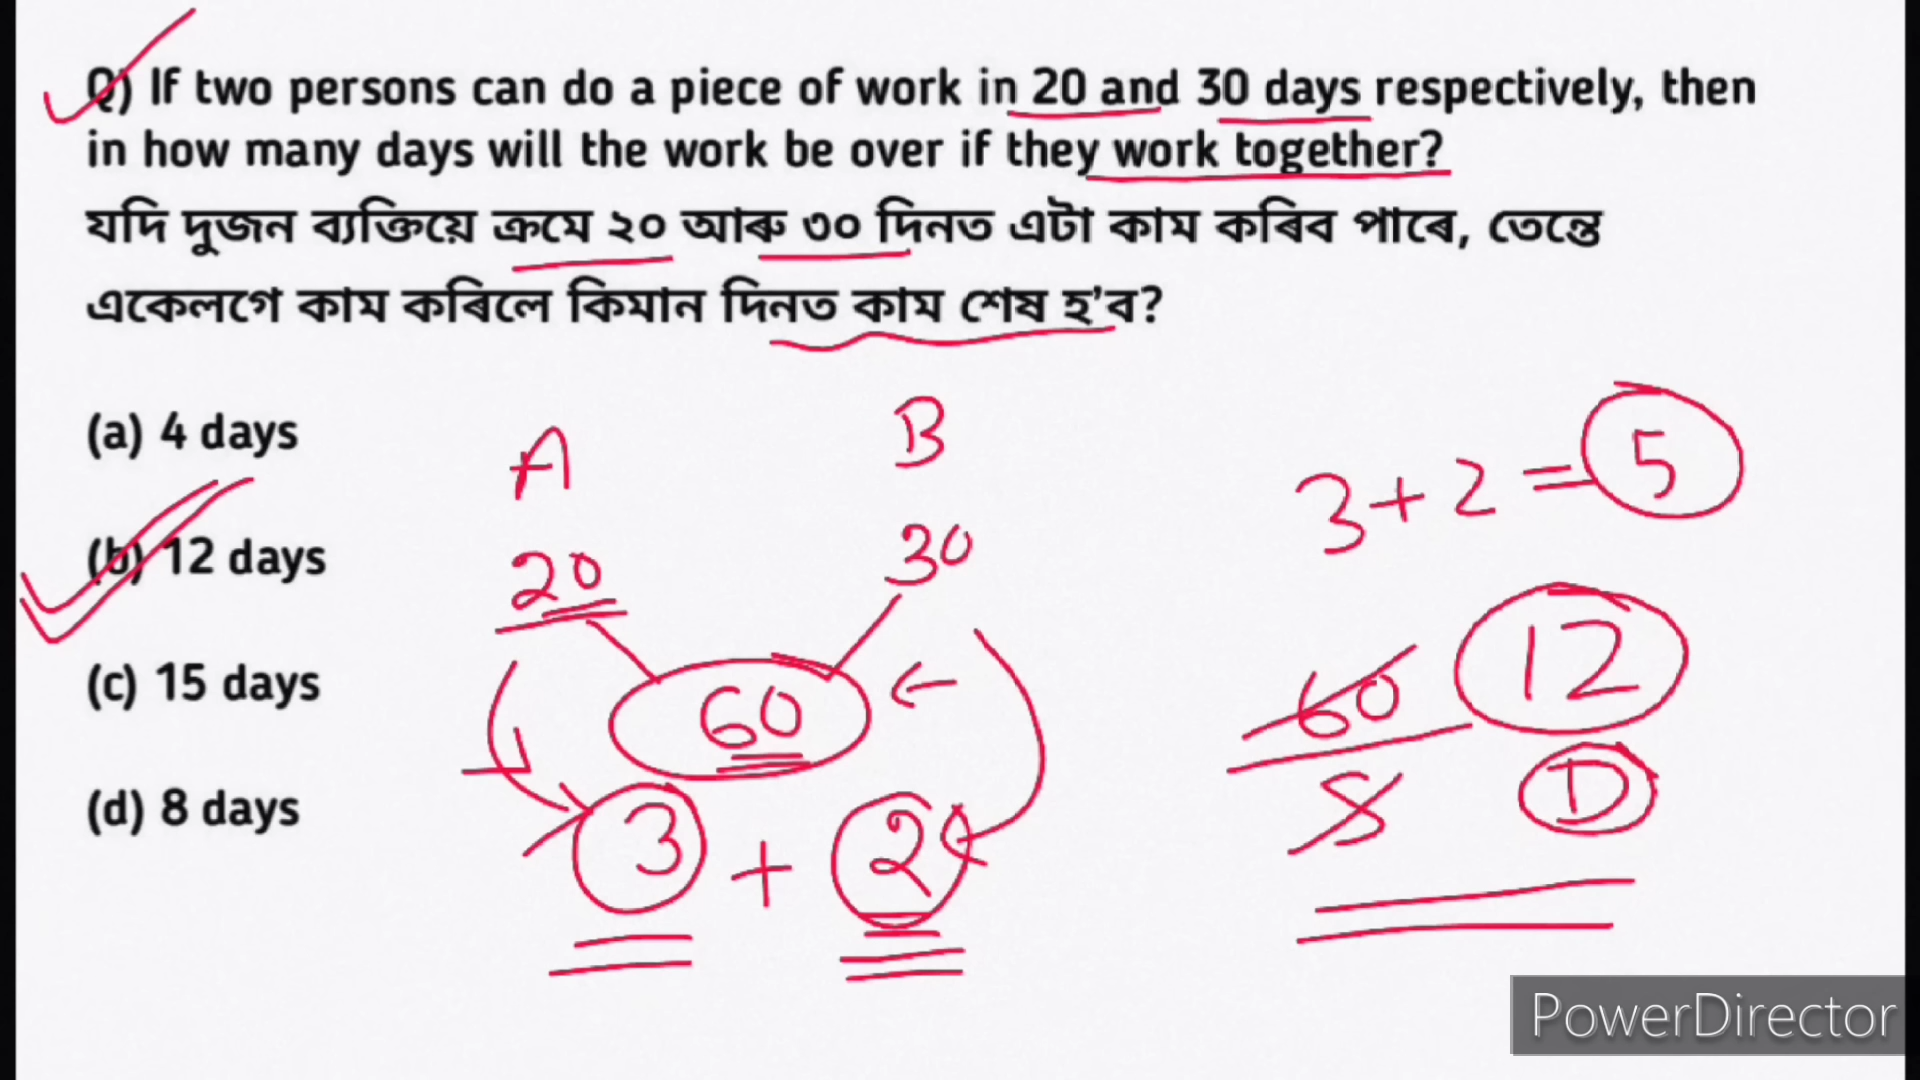 Q) If two persons can do a piece of work in 20 and 30 days respectively, then
in how many days will the work be over if they work together?
যদি দুজন ব্যক্তিয়ে ক্ৰমে ২০ আৰু ৩০ দিনত এটা কাম কৰিব পাৰে, তেন্তে
একেলগে কাম কৰিলে কিমান দিনত কাম শেষ হ’ব?
(a) 4 days
(b) 12 days
(c) 15 days
(d) 8 days
A B
20 30
60
3 + 2
3 + 2 = 5
60 12
5 D
PowerDirector